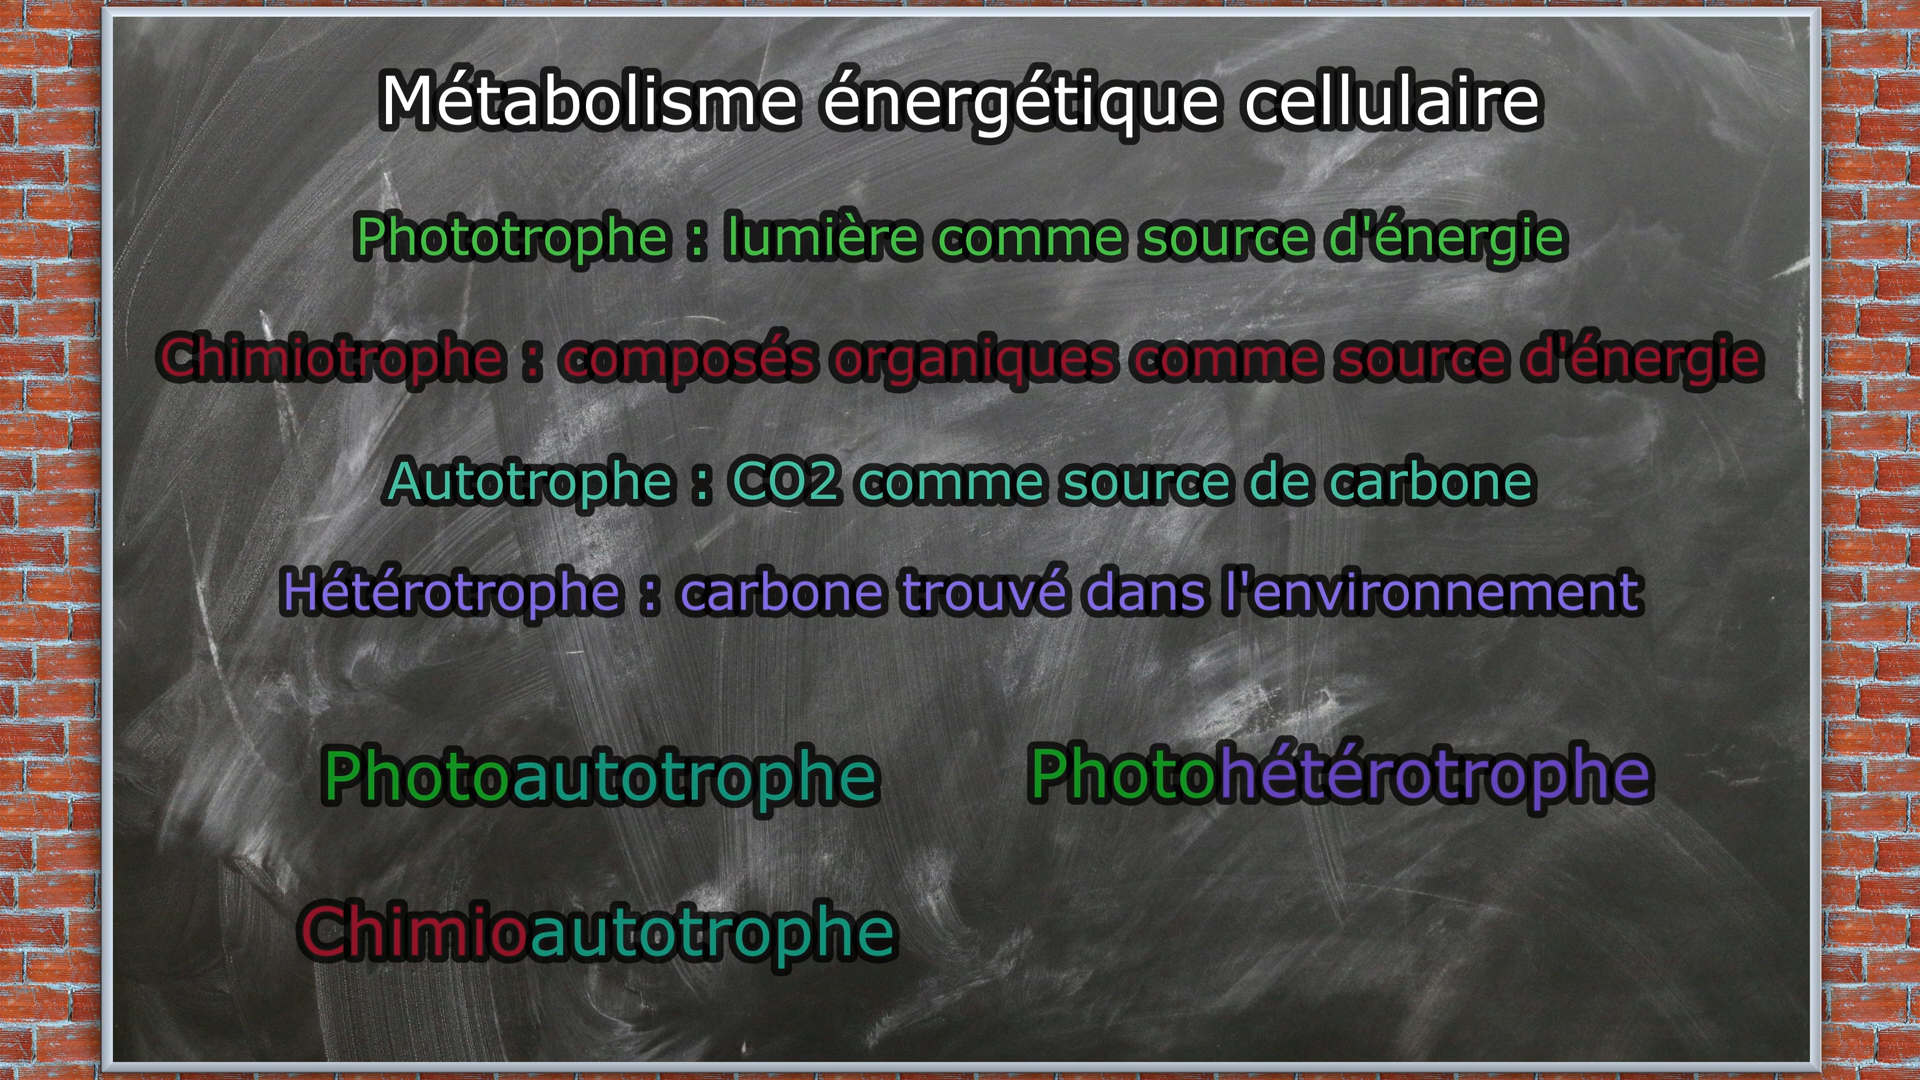 Métabolisme énergétique cellulaire
Phototrophe : lumière comme source d'énergie
Chimiotrophe : composés organiques comme source d'énergie
Autotrophe : CO2 comme source de carbone
Hétérotrophe : carbone trouvé dans l'environnement
Photoautotrophe
Photohétérotrophe
Chimioautotrophe